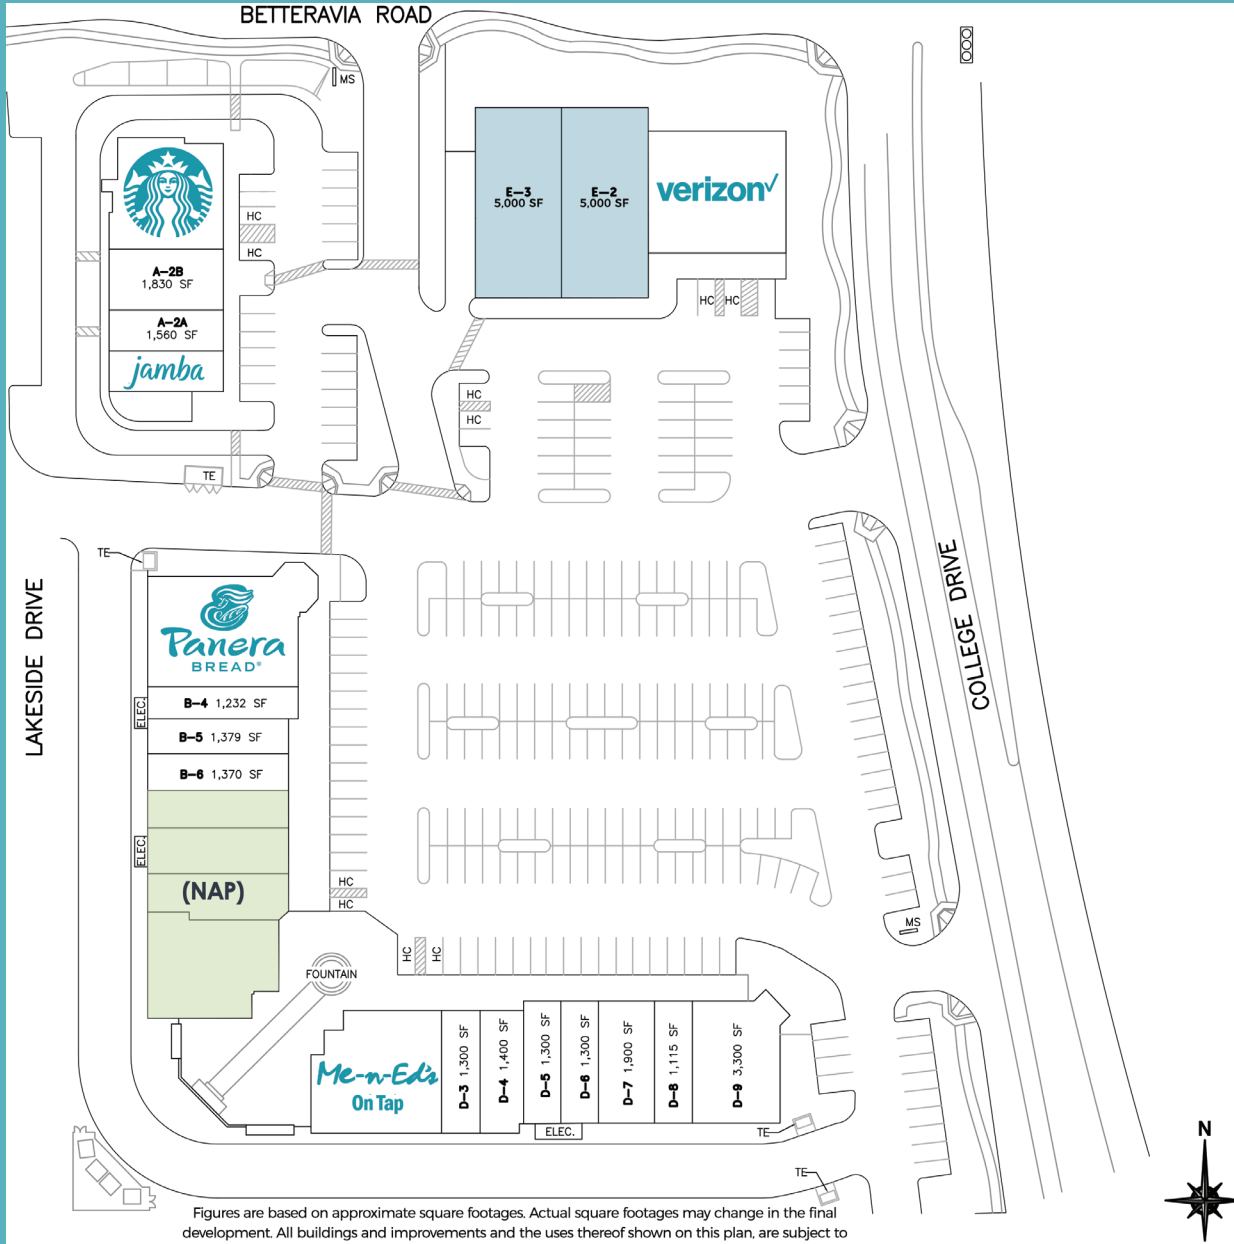 BETTERAVIA ROAD
MS
E-3
5,000 SF
E-2
5,000 SF
verizon
HC
HC
A-2B
1,830 SF
A-2A
1,560 SF
jamba
HC HC
HC
HC
TE
TE
LAKESIDE DRIVE
COLLEGE DRIVE
Panera
BREAD®
B-4 1,232 SF
ELEC.
B-5 1,379 SF
B-6 1,370 SF
ELEC.
(NAP)
HC
HC
MS
HC
HC
FOUNTAIN
Me-n-Ed's
On Tap
D-3 1,300 SF
D-4 1,400 SF
D-5 1,300 SF
D-6 1,300 SF
D-7 1,900 SF
D-8 1,115 SF
D-9 3,300 SF
ELEC.
TE
TE
N
Figures are based on approximate square footages. Actual square footages may change in the final
development. All buildings and improvements and the uses thereof shown on this plan, are subject to